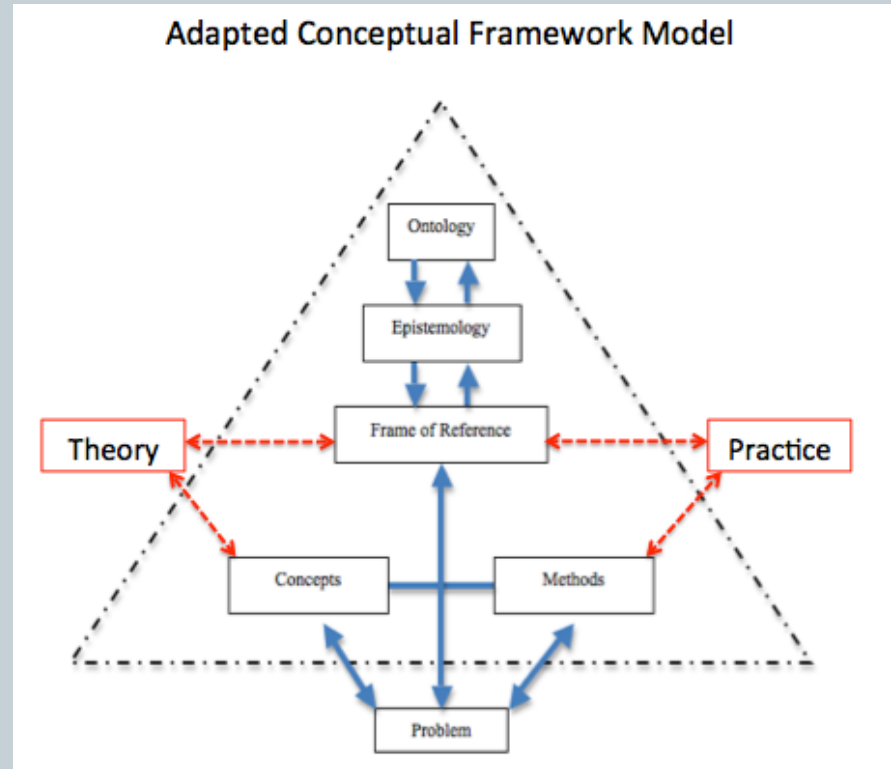 Adapted Conceptual Framework Model
Ontology
Epistemology
Frame of Reference
Theory
Practice
Concepts
Methods
Problem